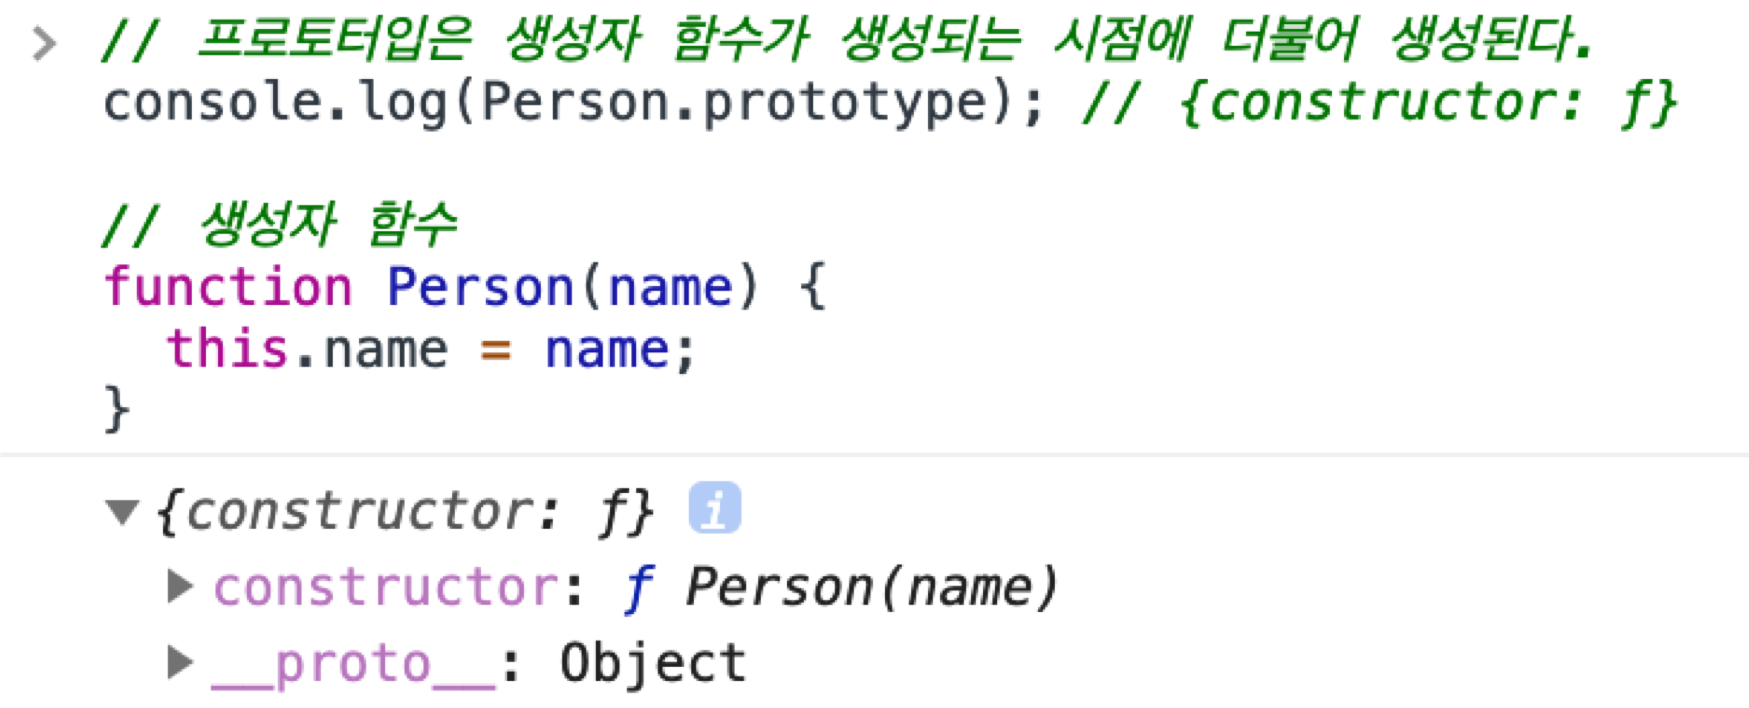 > // 프로토터입은 생성자 함수가 생성되는 시점에 더불어 생성된다.
console.log(Person.prototype); // {constructor: ƒ}
// 생성자 함수
function Person(name) {
  this.name = name;
}
▼ {constructor: ƒ} i
▶ constructor: ƒ Person(name)
▶ __proto__: Object